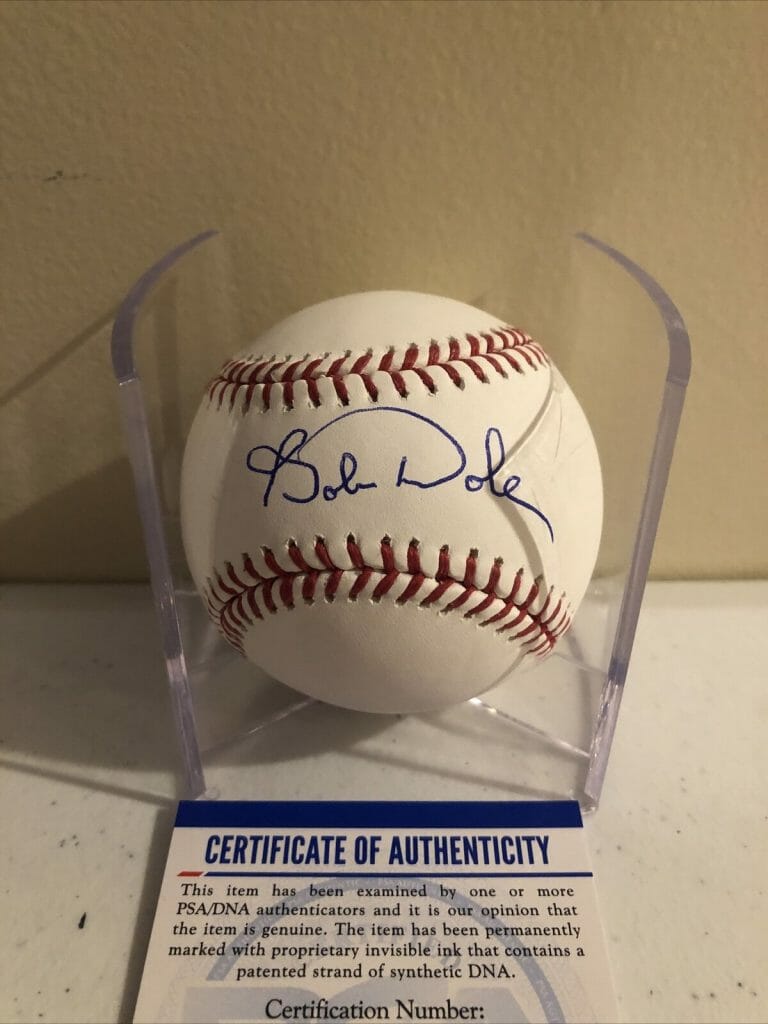 Bob Dole
CERTIFICATE OF AUTHENTICITY
This item has been examined by one or more
PSA/DNA authenticators and it is our opinion that
the item is genuine. The item has been permanently
marked with proprietary invisible ink that contains a
patented strand of synthetic DNA.
Certification Number: